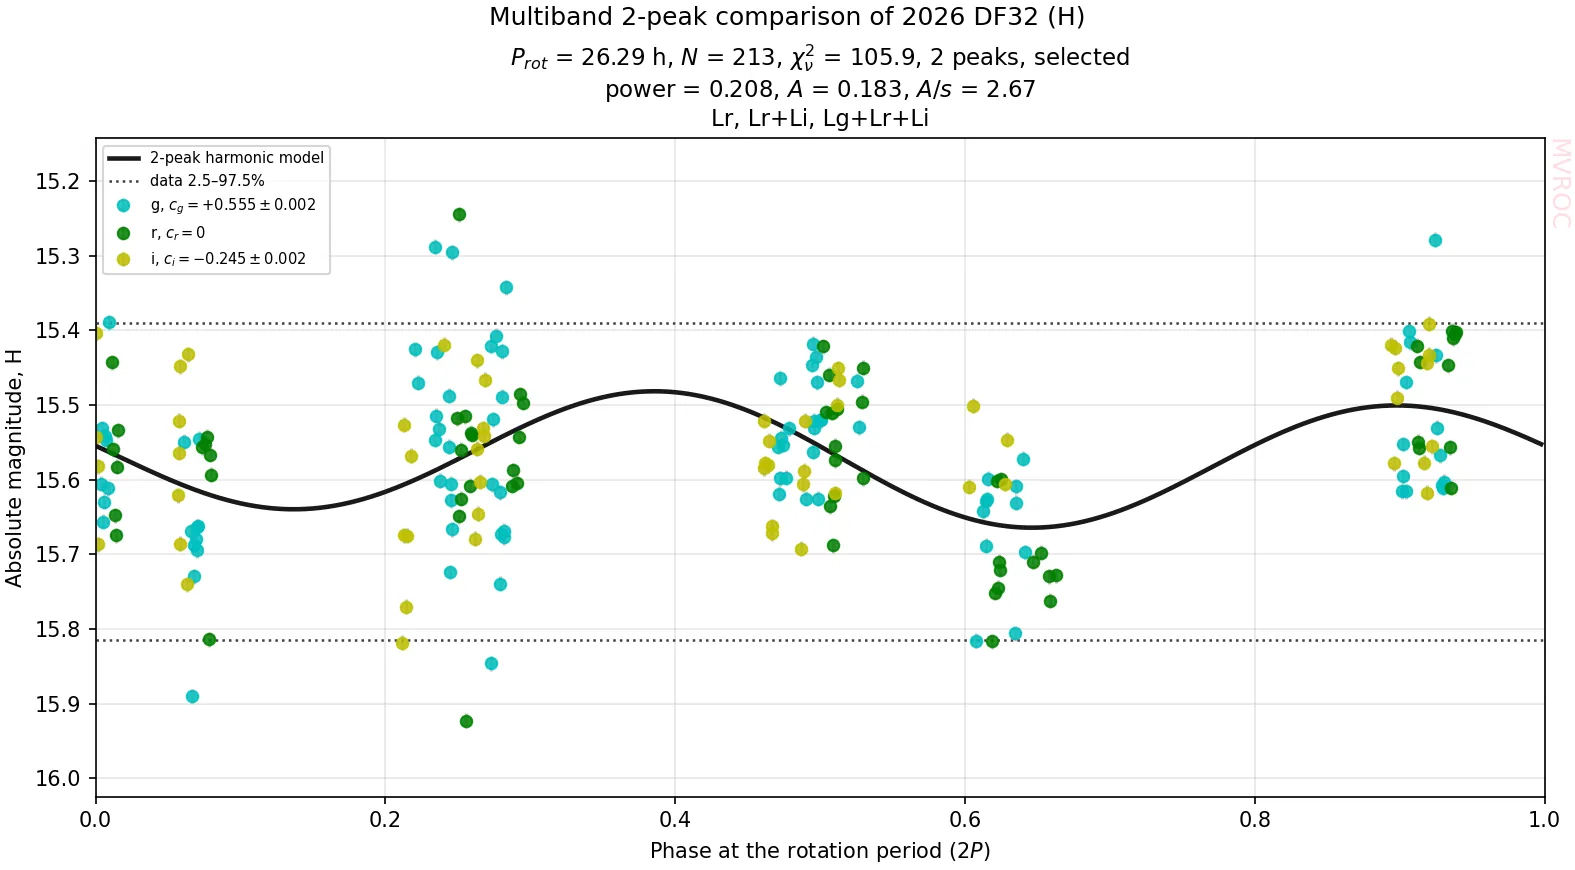 Multiband 2-peak comparison of 2026 DF32 (H)
P_rot = 26.29 h, N = 213, χ²_ν = 105.9, 2 peaks, selected
power = 0.208, A = 0.183, A/s = 2.67
Lr, Lr+Li, Lg+Lr+Li
2-peak harmonic model
data 2.5–97.5%
g, c_g = +0.555 ± 0.002
r, c_r = 0
i, c_i = −0.245 ± 0.002
MVROC
Absolute magnitude, H
15.2
15.3
15.4
15.5
15.6
15.7
15.8
15.9
16.0
0.0 0.2 0.4 0.6 0.8 1.0
Phase at the rotation period (2P)